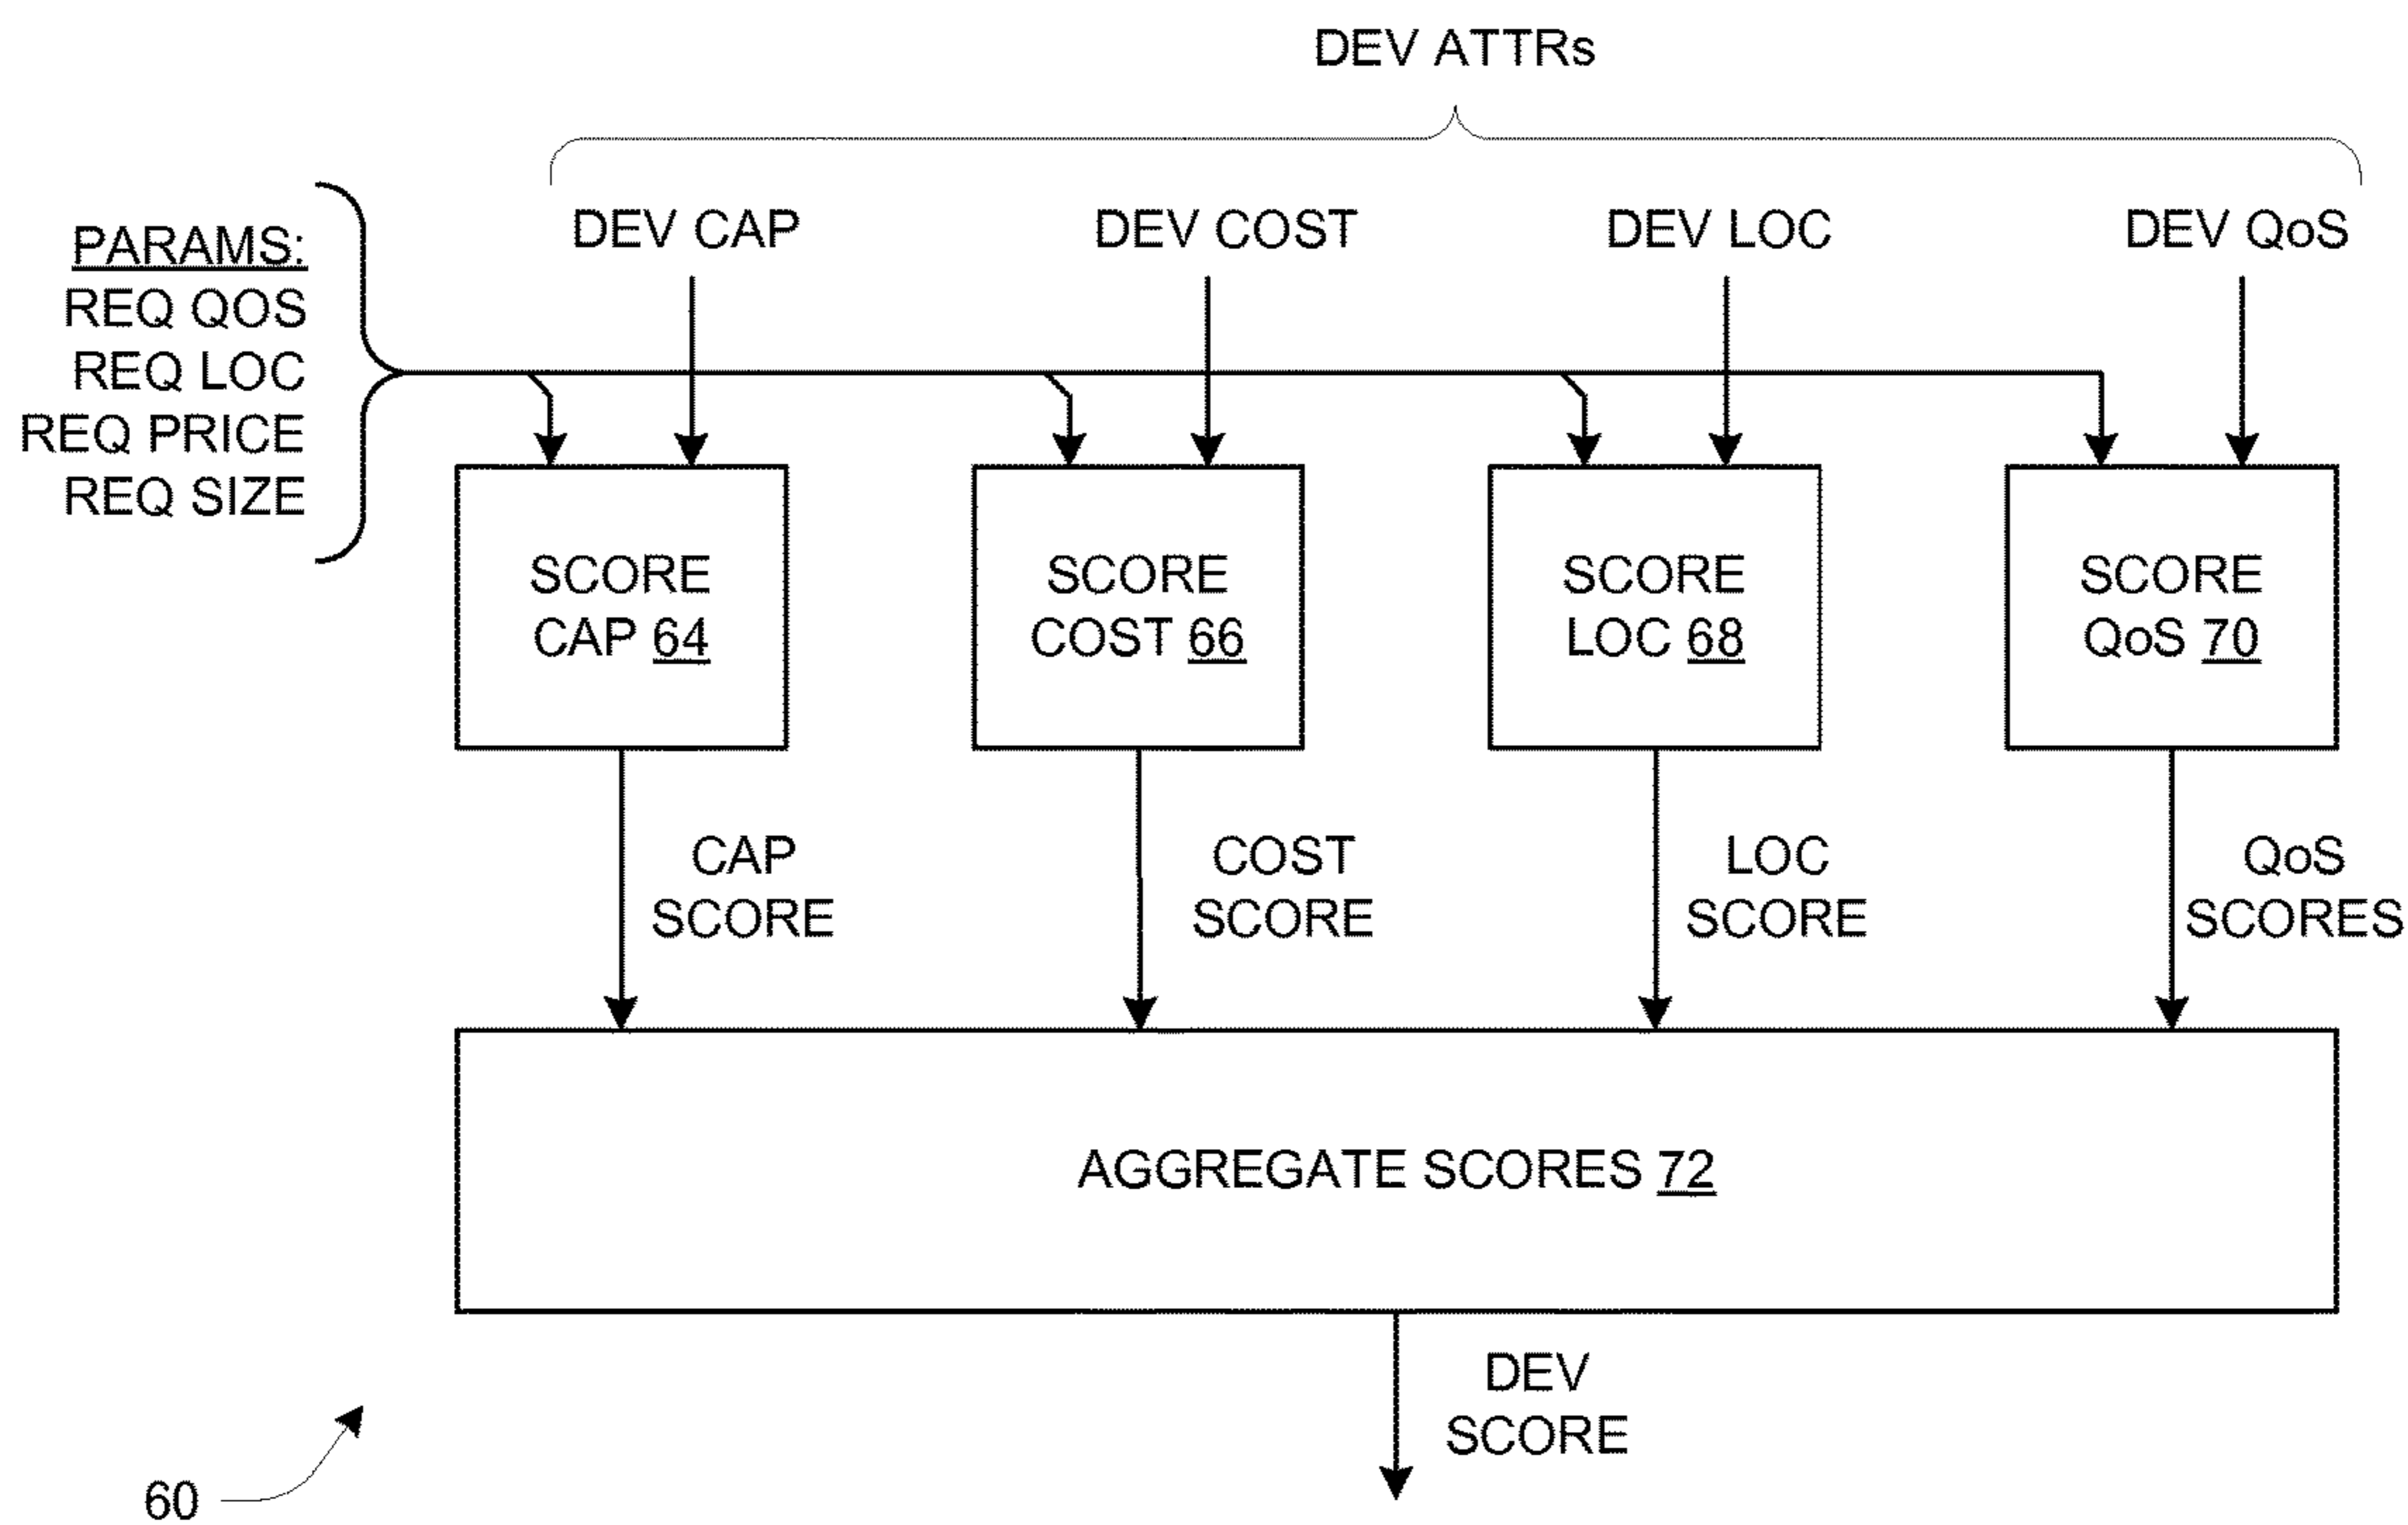 DEV ATTRs
DEV CAP
DEV COST
DEV LOC
DEV QoS
PARAMS:
REQ QOS
REQ LOC
REQ PRICE
REQ SIZE
SCORE
CAP 64
SCORE
COST 66
SCORE
LOC 68
SCORE
QoS 70
CAP
SCORE
COST
SCORE
LOC
SCORE
QoS
SCORES
AGGREGATE SCORES 72
DEV
SCORE
60